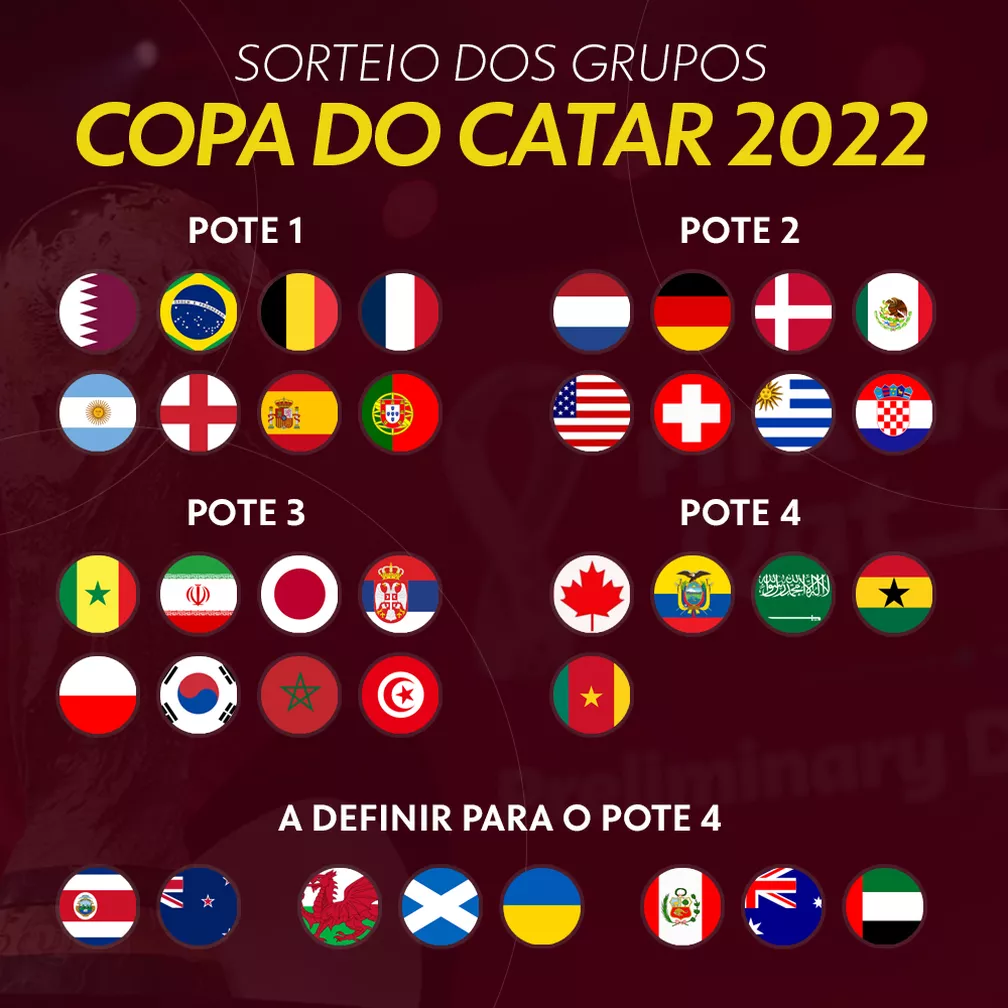 SORTEIO DOS GRUPOS
COPA DO CATAR 2022
POTE 1
POTE 2
POTE 3
POTE 4
Preliminary D
A DEFINIR PARA O POTE 4